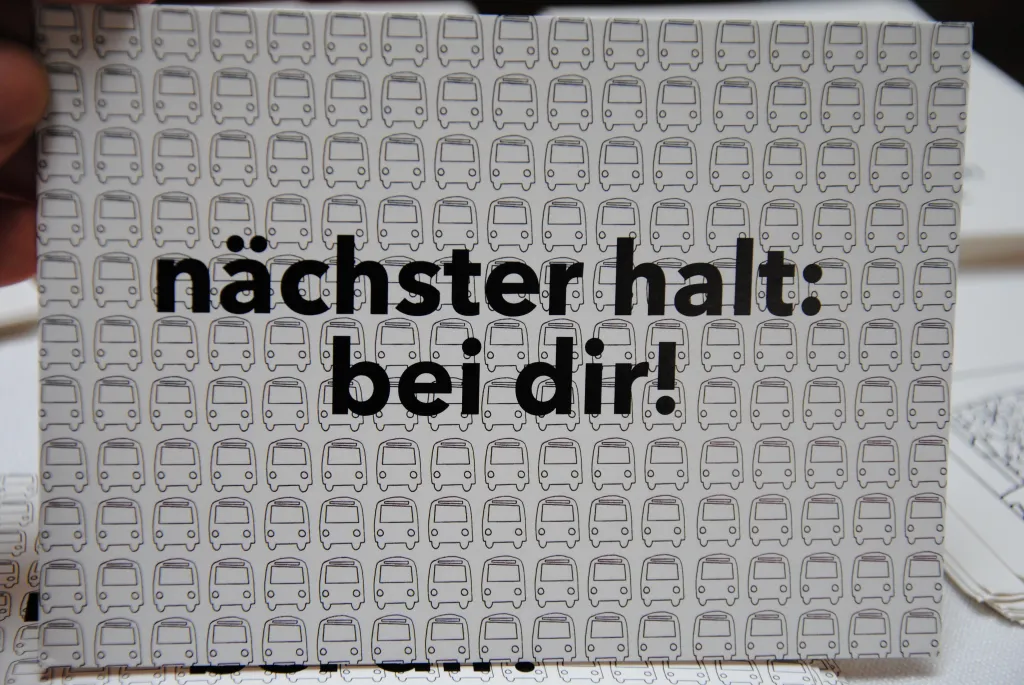 nächster halt:
bei dir!